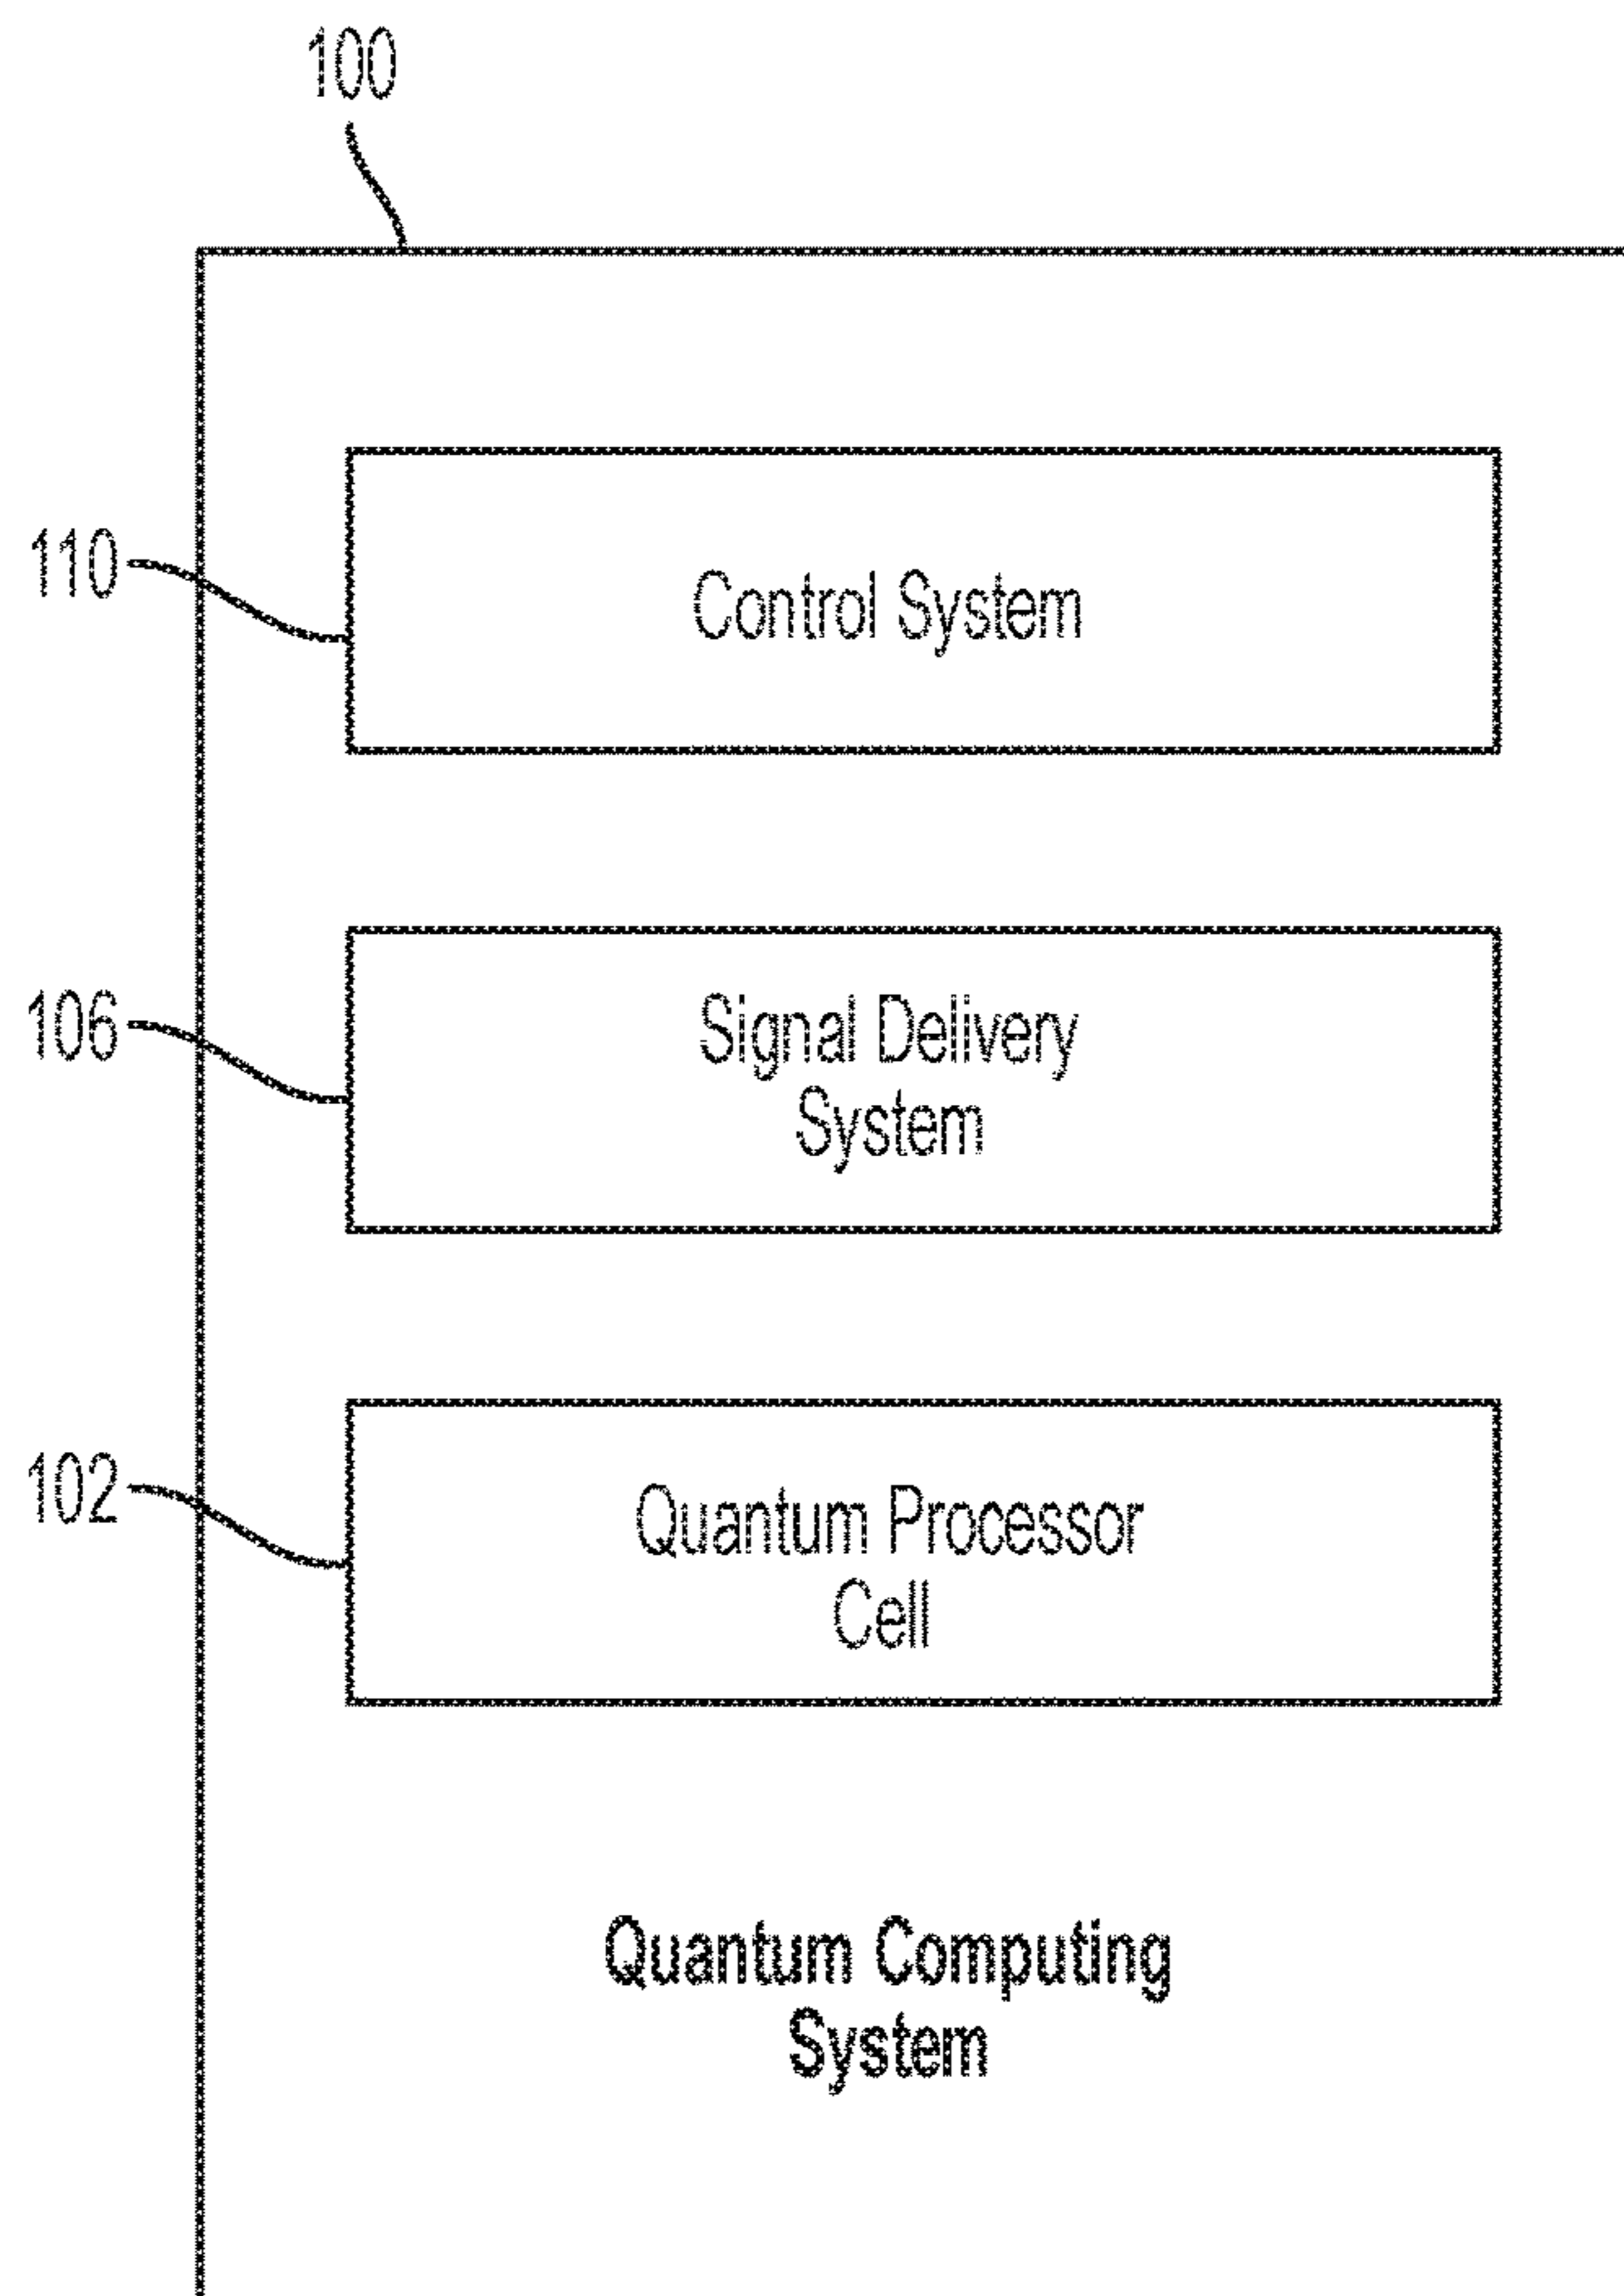 100
110
Control System
106
Signal Delivery
System
102
Quantum Processor
Cell
Quantum Computing
System